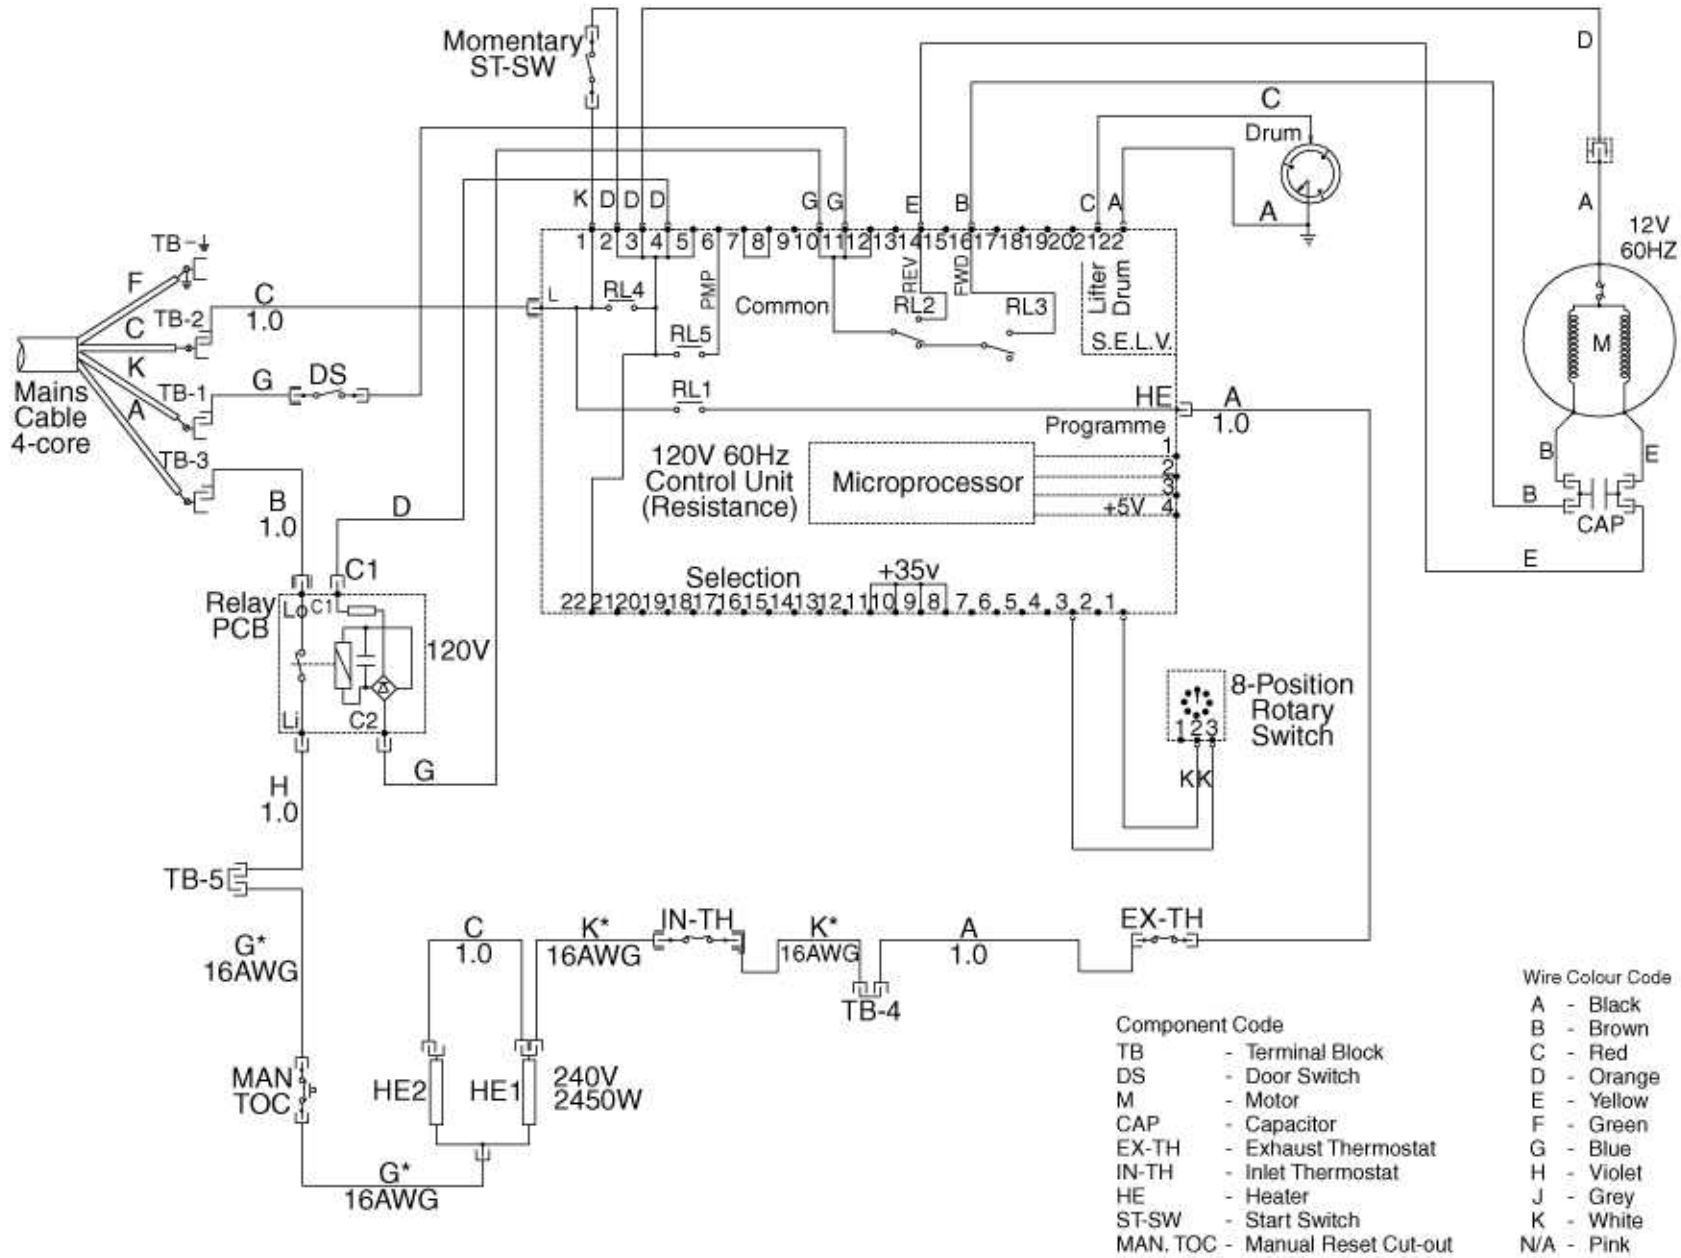 Momentary
ST-SW
D
E
C
B
Drum
A
A
12V
60HZ
M
K D D D G G E B C A
1 2 3 4 5 6 7 8 9 10 11 12 13 14 15 16 17 18 19 20 21 22
TB
F
C
K
A
TB-2
C
1.0
TB-1
G
DS
TB-3
Mains
Cable
4-core
B
1.0
D
L
RL4
PMP
Common
REV
RL2
FWD
RL3
Lifter
Drum
S.E.L.V.
RL5
RL1
HE
A
1.0
Programme
1
2
3
+5V 4
120V 60Hz
Control Unit
(Resistance)
Microprocessor
B
E
B
CAP
E
Selection
+35v
22 21 20 19 18 17 16 15 14 13 12 11 10 9 8 7 6 5 4 3 2 1
C1
Relay
PCB
L
C1
120V
Li
C2
G
8-Position
Rotary
Switch
1 2 3
K K
H
1.0
TB-5
G*
16AWG
C
1.0
K*
16AWG
IN-TH
K*
16AWG
A
1.0
EX-TH
TB-4
MAN
TOC
HE2
HE1
240V
2450W
G*
16AWG
Component Code
TB - Terminal Block
DS - Door Switch
M - Motor
CAP - Capacitor
EX-TH - Exhaust Thermostat
IN-TH - Inlet Thermostat
HE - Heater
ST-SW - Start Switch
MAN. TOC - Manual Reset Cut-out
Wire Colour Code
A - Black
B - Brown
C - Red
D - Orange
E - Yellow
F - Green
G - Blue
H - Violet
J - Grey
K - White
N/A - Pink